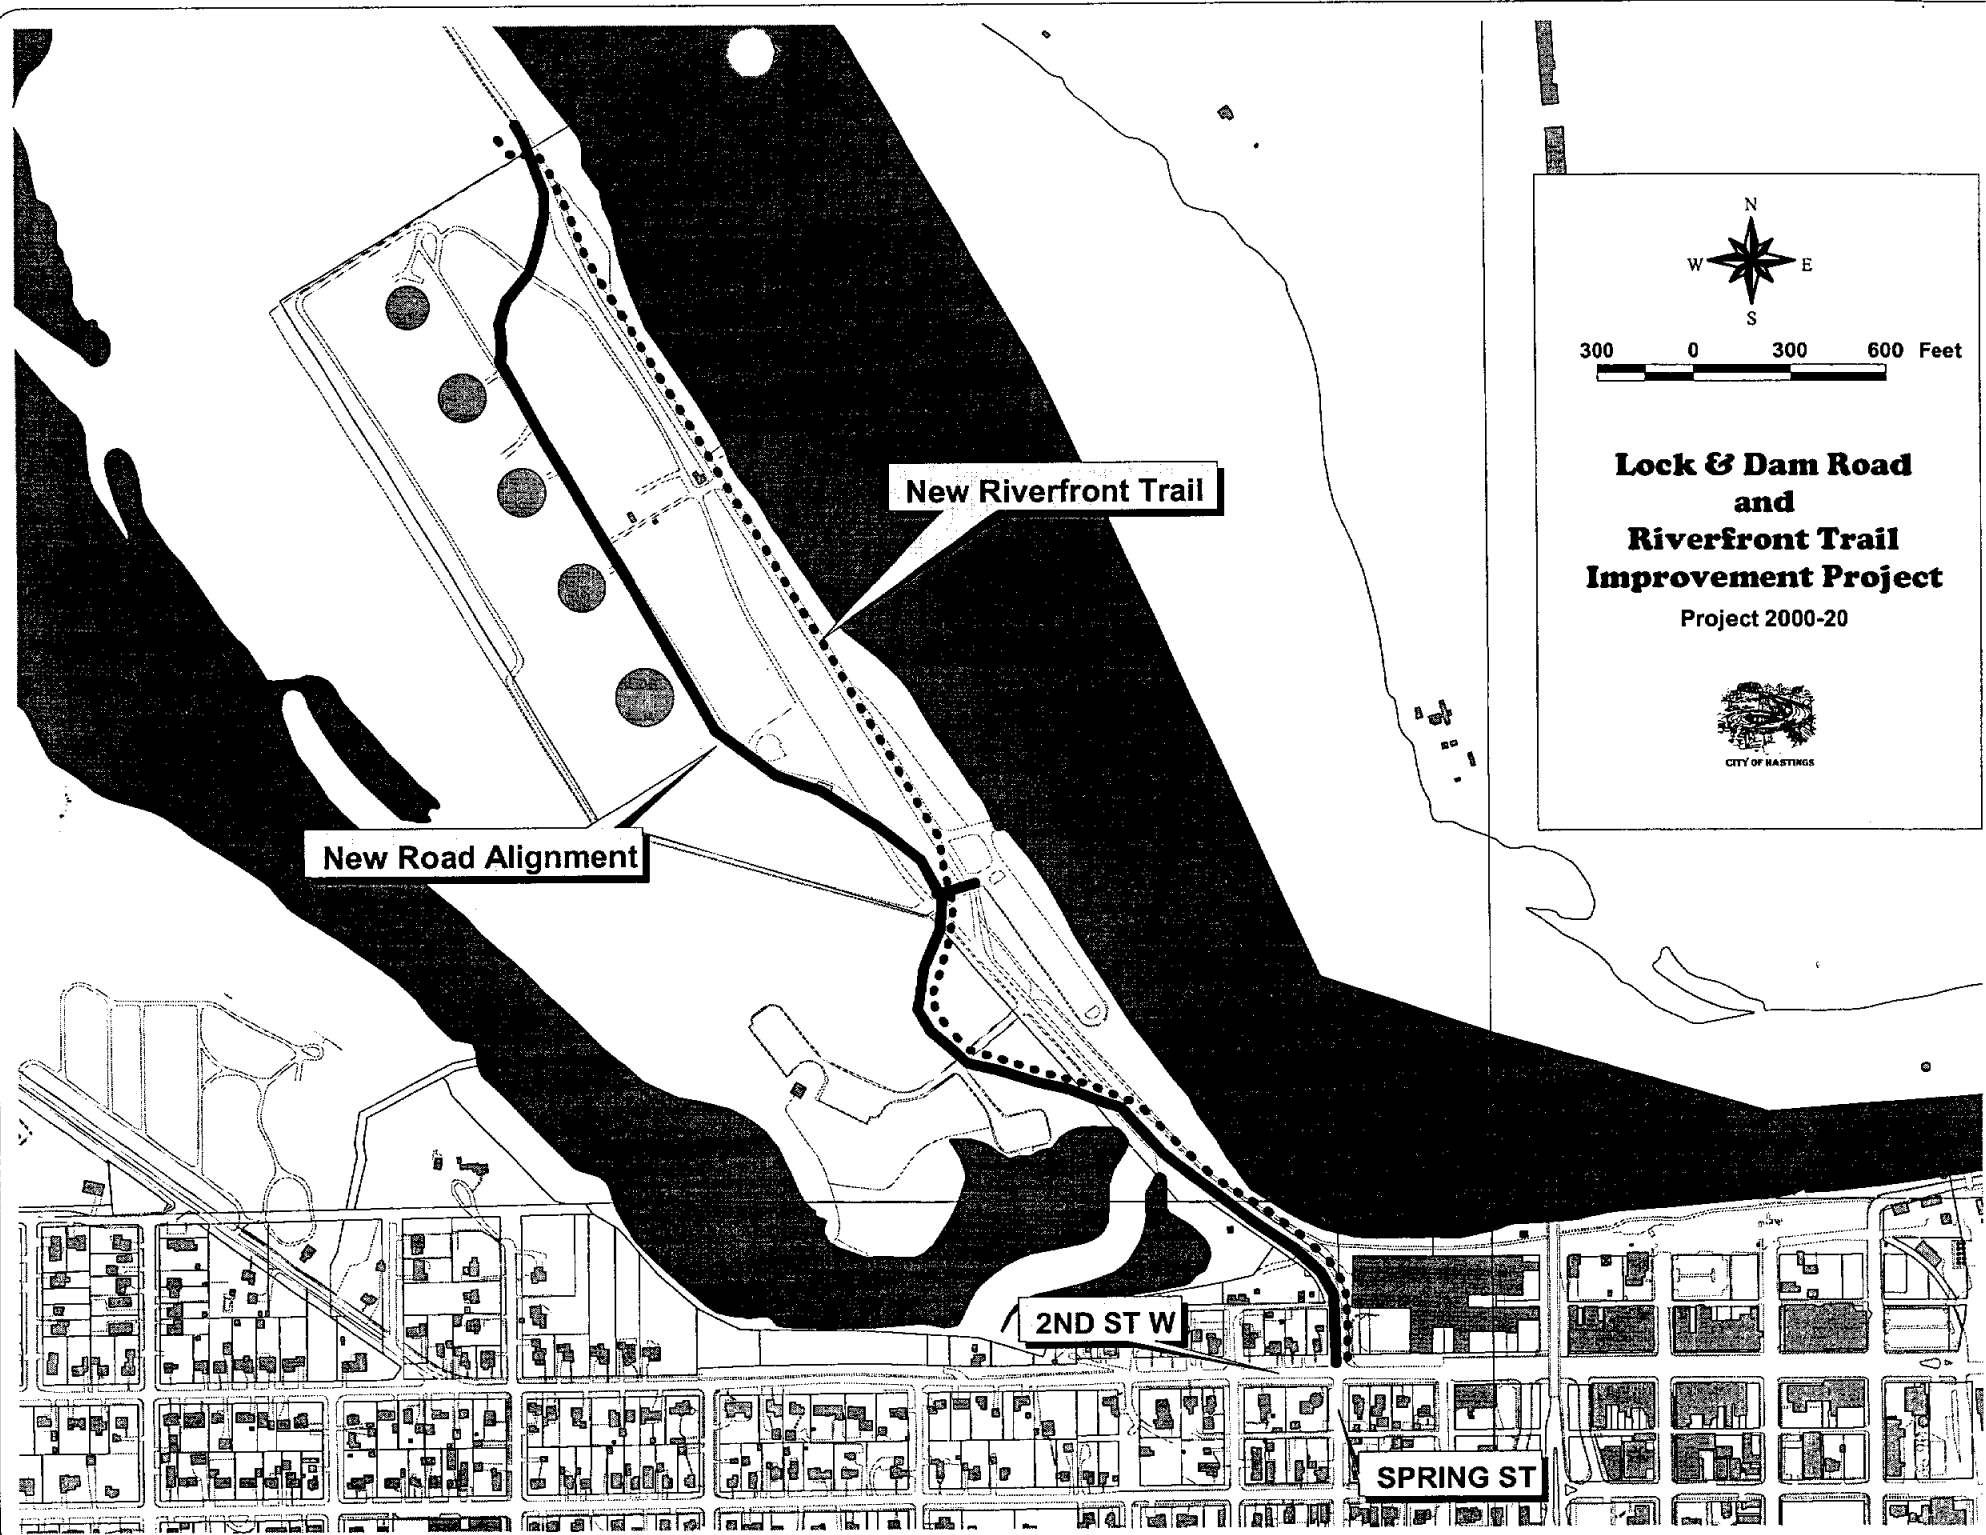 N
W E
S
300 0 300 600 Feet
Lock & Dam Road
and
Riverfront Trail
Improvement Project
Project 2000-20
CITY OF HASTINGS
New Riverfront Trail
New Road Alignment
2ND ST W
SPRING ST